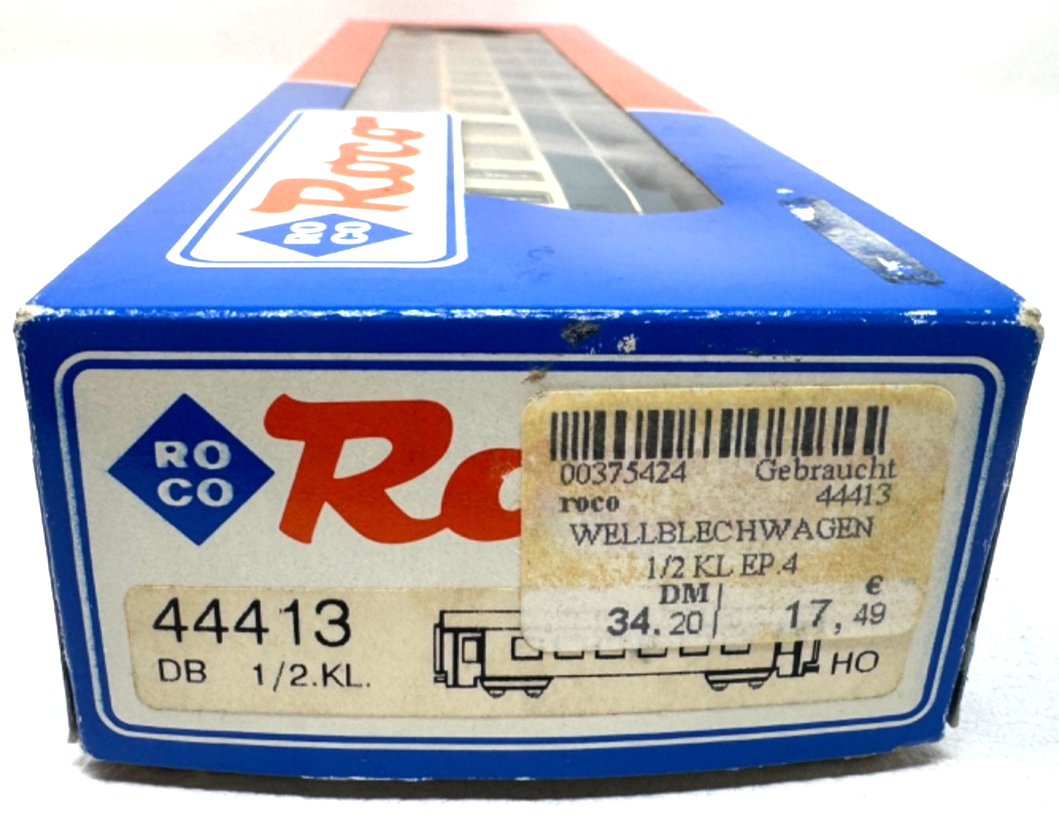 Roco
RO
CO
RO
CO
Ro
00375424 Gebraucht
roco 44413
WELLBLECHWAGEN
1/2 KL EP.4
DM €
34.20 17,49
44413
DB 1/2.KL.
HO